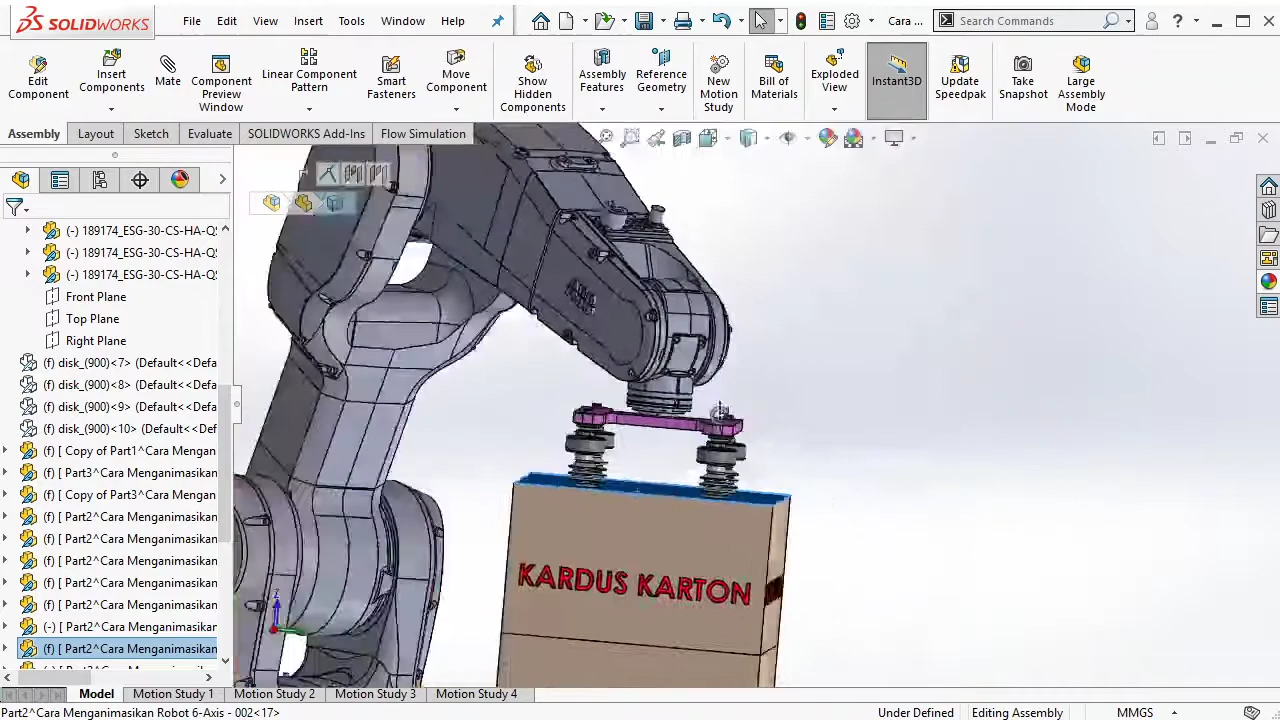 SOLIDWORKS
File Edit View Insert Tools Window Help
Cara ...
Search Commands
Edit Component
Insert Components
Mate
Component Preview Window
Linear Component Pattern
Smart Fasteners
Move Component
Show Hidden Components
Assembly Features
Reference Geometry
New Motion Study
Bill of Materials
Exploded View
Instant3D
Update Speedpak
Take Snapshot
Large Assembly Mode
Assembly Layout Sketch Evaluate SOLIDWORKS Add-Ins Flow Simulation
(-) 189174_ESG-30-CS-HA-QS
(-) 189174_ESG-30-CS-HA-QS
(-) 189174_ESG-30-CS-HA-QS
Front Plane
Top Plane
Right Plane
(f) disk_(900)<7> (Default<<Defa
(f) disk_(900)<8> (Default<<Defa
(f) disk_(900)<9> (Default<<Defa
(f) disk_(900)<10> (Default<<Def
(f) [ Copy of Part1^Cara Mengan
(f) [ Part3^Cara Menganimasikan
(f) [ Copy of Part3^Cara Mengan
(f) [ Part2^Cara Menganimasikan
(f) [ Part2^Cara Menganimasikan
(f) [ Part2^Cara Menganimasikan
(f) [ Part2^Cara Menganimasikan
(f) [ Part2^Cara Menganimasikan
(-) [ Part2^Cara Menganimasikan
(f) [ Part2^Cara Menganimasikan
KARDUS KARTON
Z
Model Motion Study 1 Motion Study 2 Motion Study 3 Motion Study 4
Part2^Cara Menganimasikan Robot 6-Axis - 002<17>
Under Defined Editing Assembly MMGS